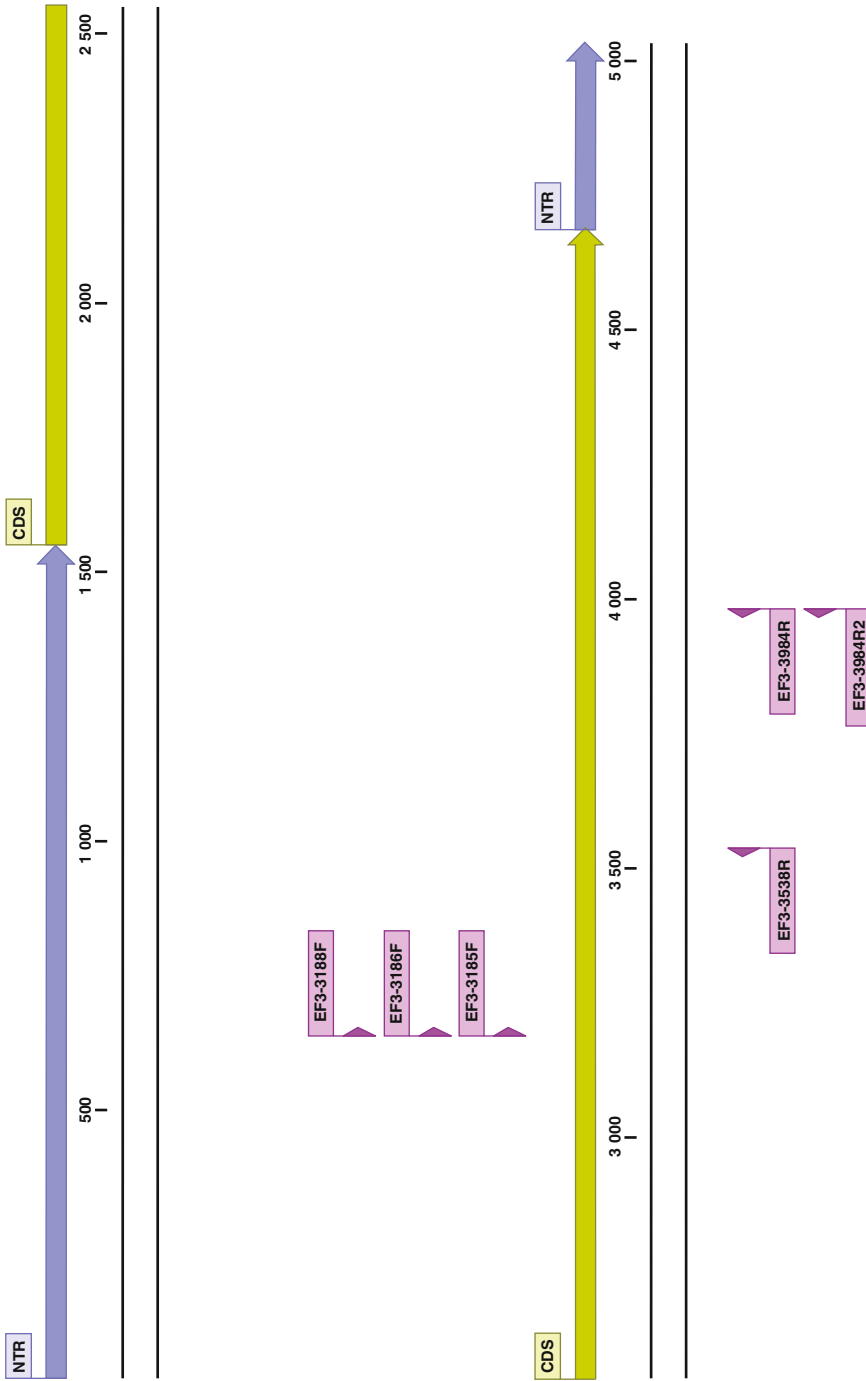 NTR
CDS
500
1 000
1 500
2 000
2 500
EF3-3188F
EF3-3186F
EF3-3185F
CDS
NTR
3 000
3 500
4 000
4 500
5 000
EF3-3538R
EF3-3984R
EF3-3984R2